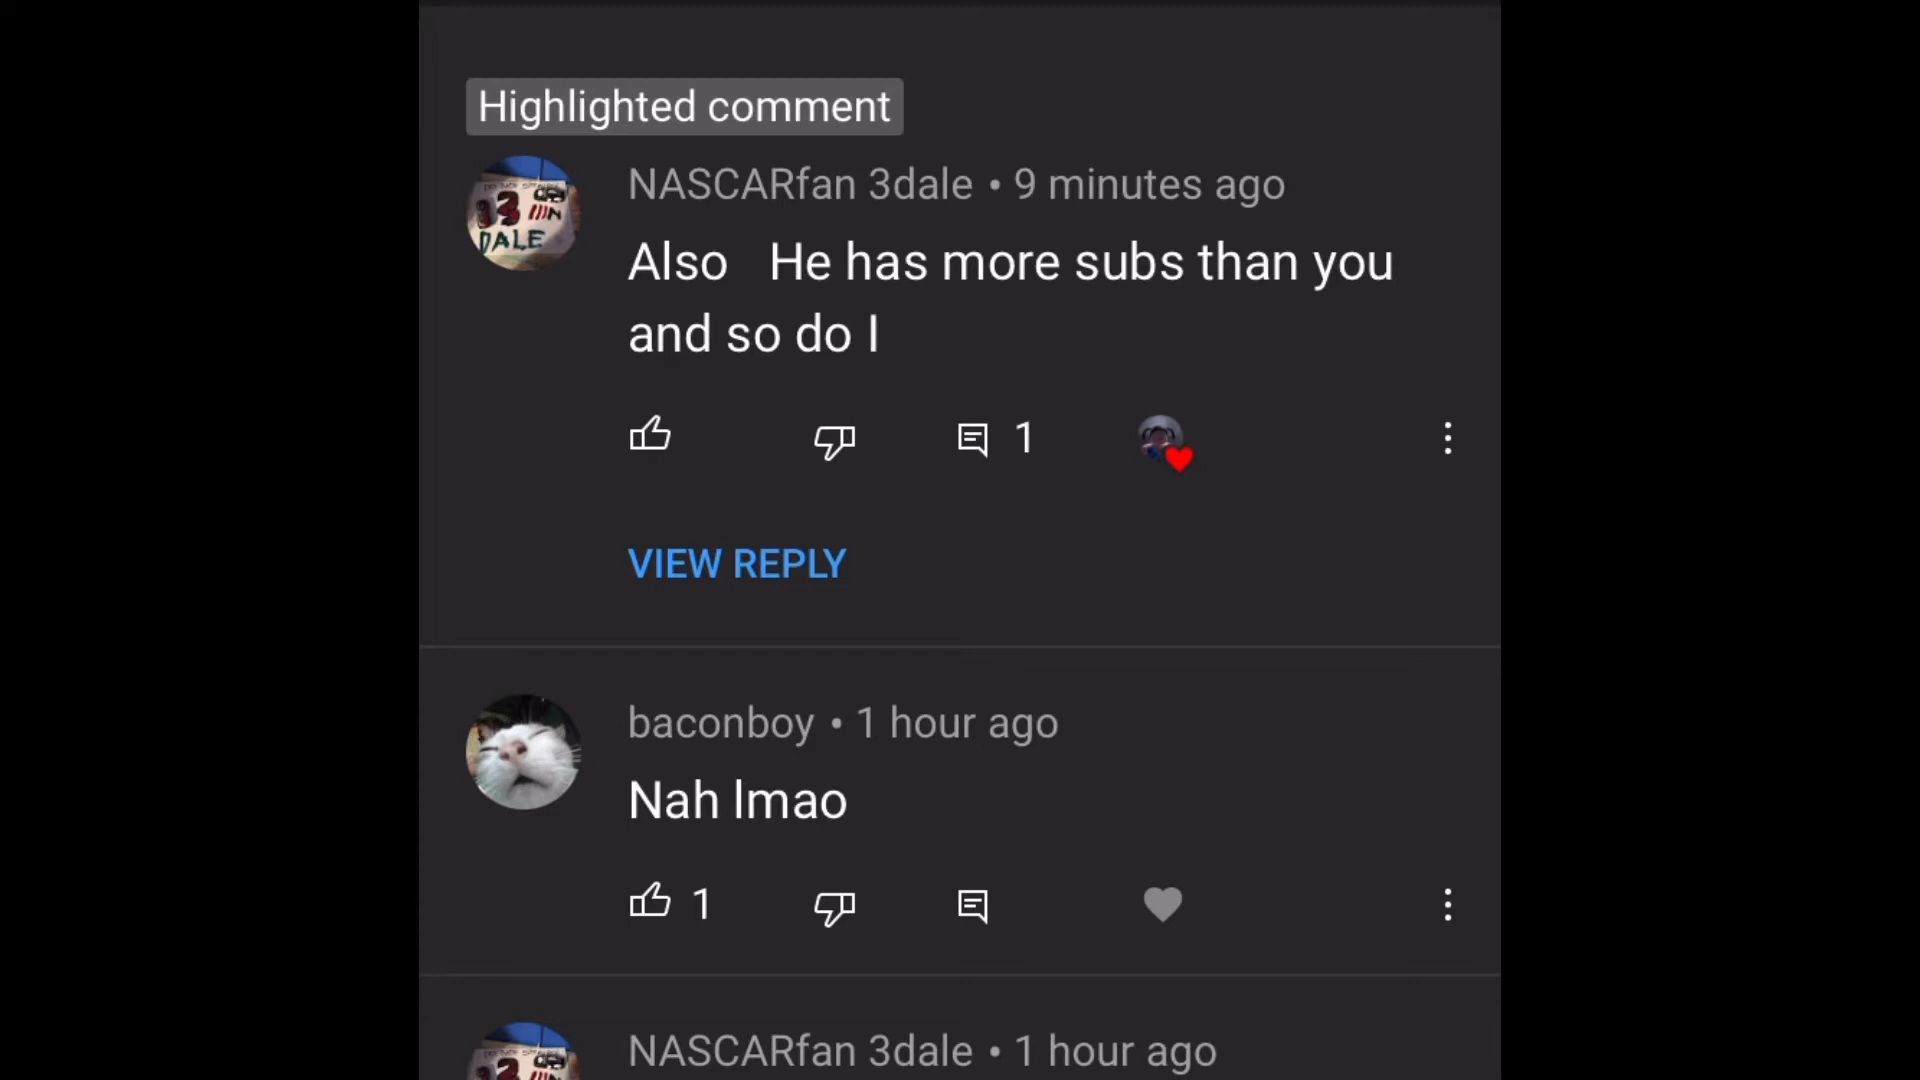 Highlighted comment
NASCARfan 3dale • 9 minutes ago
DALE
Also   He has more subs than you
and so do I
1
VIEW REPLY
baconboy • 1 hour ago
Nah lmao
1
NASCARfan 3dale • 1 hour ago